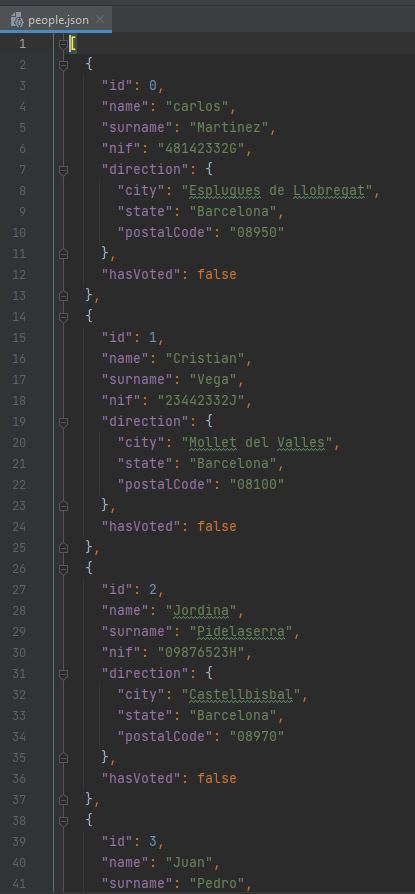 people.json
1 [
2 {
3 "id": 0,
4 "name": "carlos",
5 "surname": "Martinez",
6 "nif": "48142332G",
7 "direction": {
8 "city": "Esplugues de Llobregat",
9 "state": "Barcelona",
10 "postalCode": "08950"
11 },
12 "hasVoted": false
13 },
14 {
15 "id": 1,
16 "name": "Cristian",
17 "surname": "Vega",
18 "nif": "23442332J",
19 "direction": {
20 "city": "Mollet del Valles",
21 "state": "Barcelona",
22 "postalCode": "08100"
23 },
24 "hasVoted": false
25 },
26 {
27 "id": 2,
28 "name": "Jordina",
29 "surname": "Pidelaserra",
30 "nif": "09876523H",
31 "direction": {
32 "city": "Castellbisbal",
33 "state": "Barcelona",
34 "postalCode": "08970"
35 },
36 "hasVoted": false
37 },
38 {
39 "id": 3,
40 "name": "Juan",
41 "surname": "Pedro",